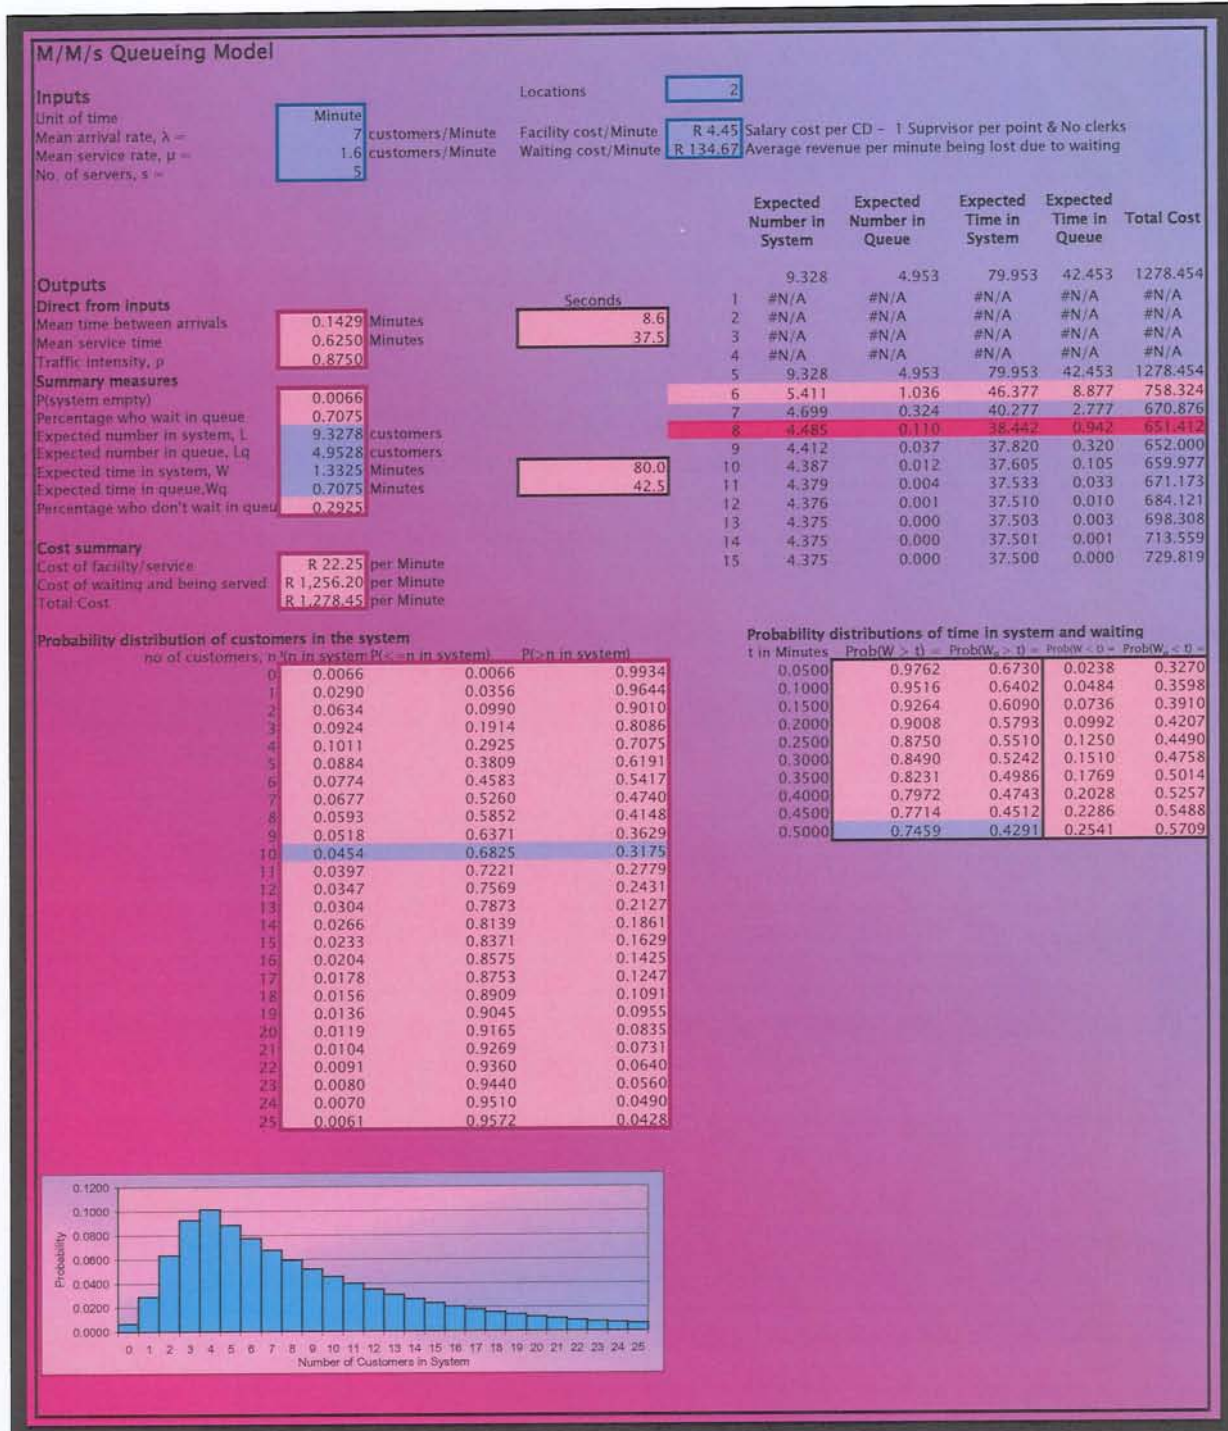 M/M/s Queueing Model
Inputs
Locations 2
Unit of time Minute
Mean arrival rate, λ = 7 customers/Minute Facility cost/Minute R 4.45 Salary cost per CD - 1 Suprvisor per point & No clerks
Mean service rate, μ = 1.6 customers/Minute Waiting cost/Minute R 134.67 Average revenue per minute being lost due to waiting
No. of servers, s = 5
Expected Number in System Expected Number in Queue Expected Time in System Expected Time in Queue Total Cost
9.328 4.953 79.953 42.453 1278.454
1 #N/A #N/A #N/A #N/A #N/A
2 #N/A #N/A #N/A #N/A #N/A
3 #N/A #N/A #N/A #N/A #N/A
4 #N/A #N/A #N/A #N/A #N/A
5 9.328 4.953 79.953 42.453 1278.454
6 5.411 1.036 46.377 8.877 758.324
7 4.699 0.324 40.277 2.777 670.876
8 4.485 0.110 38.442 0.942 651.412
9 4.412 0.037 37.820 0.320 652.000
10 4.387 0.012 37.605 0.105 659.977
11 4.379 0.004 37.533 0.033 671.173
12 4.376 0.001 37.510 0.010 684.121
13 4.375 0.000 37.503 0.003 698.308
14 4.375 0.000 37.501 0.001 713.559
15 4.375 0.000 37.500 0.000 729.819
Outputs
Direct from inputs Seconds
Mean time between arrivals 0.1429 Minutes 8.6
Mean service time 0.6250 Minutes 37.5
Traffic intensity, ρ 0.8750
Summary measures
P(system empty) 0.0066
Percentage who wait in queue 0.7075
Expected number in system, L 9.3278 customers
Expected number in queue, Lq 4.9528 customers
Expected time in system, W 1.3325 Minutes 80.0
Expected time in queue,Wq 0.7075 Minutes 42.5
Percentage who don't wait in queu 0.2925
Cost summary
Cost of faciilty/service R 22.25 per Minute
Cost of waiting and being served R 1,256.20 per Minute
Total Cost R 1,278.45 per Minute
Probability distribution of customers in the system
no of customers, n (n in system P(<=n in system) P(>n in system)
0 0.0066 0.0066 0.9934
1 0.0290 0.0356 0.9644
2 0.0634 0.0990 0.9010
3 0.0924 0.1914 0.8086
4 0.1011 0.2925 0.7075
5 0.0884 0.3809 0.6191
6 0.0774 0.4583 0.5417
7 0.0677 0.5260 0.4740
8 0.0593 0.5852 0.4148
9 0.0518 0.6371 0.3629
10 0.0454 0.6825 0.3175
11 0.0397 0.7221 0.2779
12 0.0347 0.7569 0.2431
13 0.0304 0.7873 0.2127
14 0.0266 0.8139 0.1861
15 0.0233 0.8371 0.1629
16 0.0204 0.8575 0.1425
17 0.0178 0.8753 0.1247
18 0.0156 0.8909 0.1091
19 0.0136 0.9045 0.0955
20 0.0119 0.9165 0.0835
21 0.0104 0.9269 0.0731
22 0.0091 0.9360 0.0640
23 0.0080 0.9440 0.0560
24 0.0070 0.9510 0.0490
25 0.0061 0.9572 0.0428
Probability distributions of time in system and waiting
t in Minutes Prob(W > t) = Prob(Wq > t) = Prob(W < t) = Prob(Wq < t) =
0.0500 0.9762 0.6730 0.0238 0.3270
0.1000 0.9516 0.6402 0.0484 0.3598
0.1500 0.9264 0.6090 0.0736 0.3910
0.2000 0.9008 0.5793 0.0992 0.4207
0.2500 0.8750 0.5510 0.1250 0.4490
0.3000 0.8490 0.5242 0.1510 0.4758
0.3500 0.8231 0.4986 0.1769 0.5014
0.4000 0.7972 0.4743 0.2028 0.5257
0.4500 0.7714 0.4512 0.2286 0.5488
0.5000 0.7459 0.4291 0.2541 0.5709
0.1200
0.1000
0.0800
0.0600
0.0400
0.0200
0.0000
Probability
0 1 2 3 4 5 6 7 8 9 10 11 12 13 14 15 16 17 18 19 20 21 22 23 24 25
Number of Customers in System